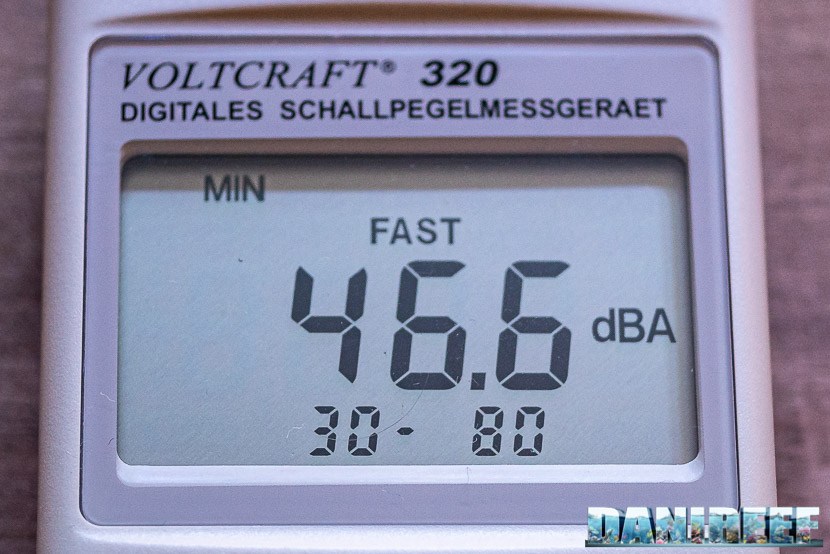 VOLTCRAFT® 320
DIGITALES SCHALLPEGELMESSGERAET
MIN
FAST
46.6 dBA
30- 80
DANIREEF